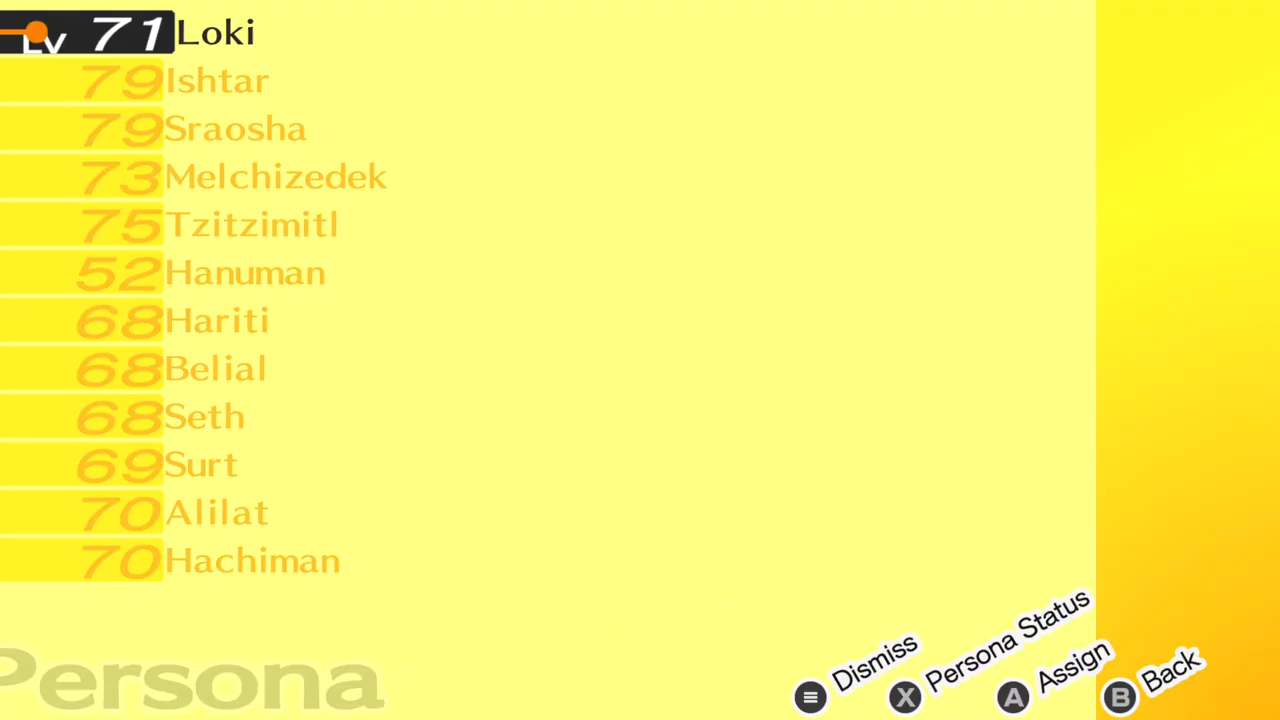 Lv 71 Loki
79 Ishtar
79 Sraosha
73 Melchizedek
75 Tzitzimitl
52 Hanuman
68 Hariti
68 Belial
68 Seth
69 Surt
70 Alilat
70 Hachiman
Persona
Dismiss
X Persona Status
A Assign
B Back